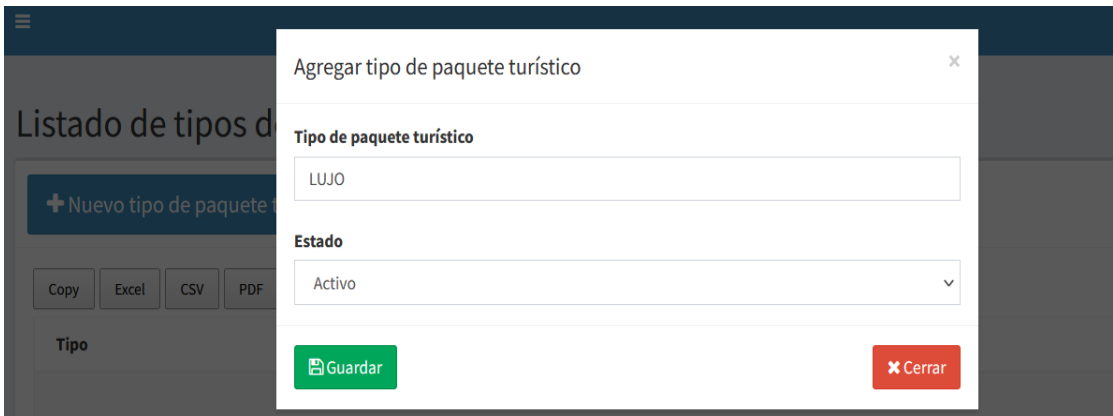 Agregar tipo de paquete turístico
×
Listado de tipos d
Tipo de paquete turístico
LUJO
Nuevo tipo de paquete t
Estado
Activo
Copy Excel CSV PDF
Tipo
Guardar
Cerrar